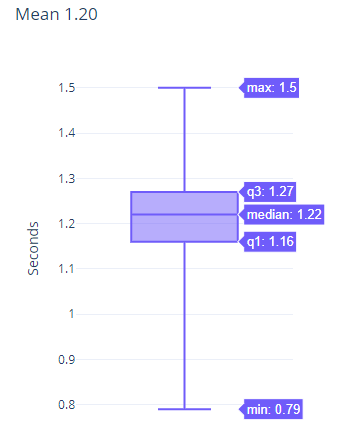 Mean 1.20
1.5
max: 1.5
1.4
1.3
q3: 1.27
1.2
median: 1.22
q1: 1.16
Seconds
1.1
1
0.9
0.8
min: 0.79